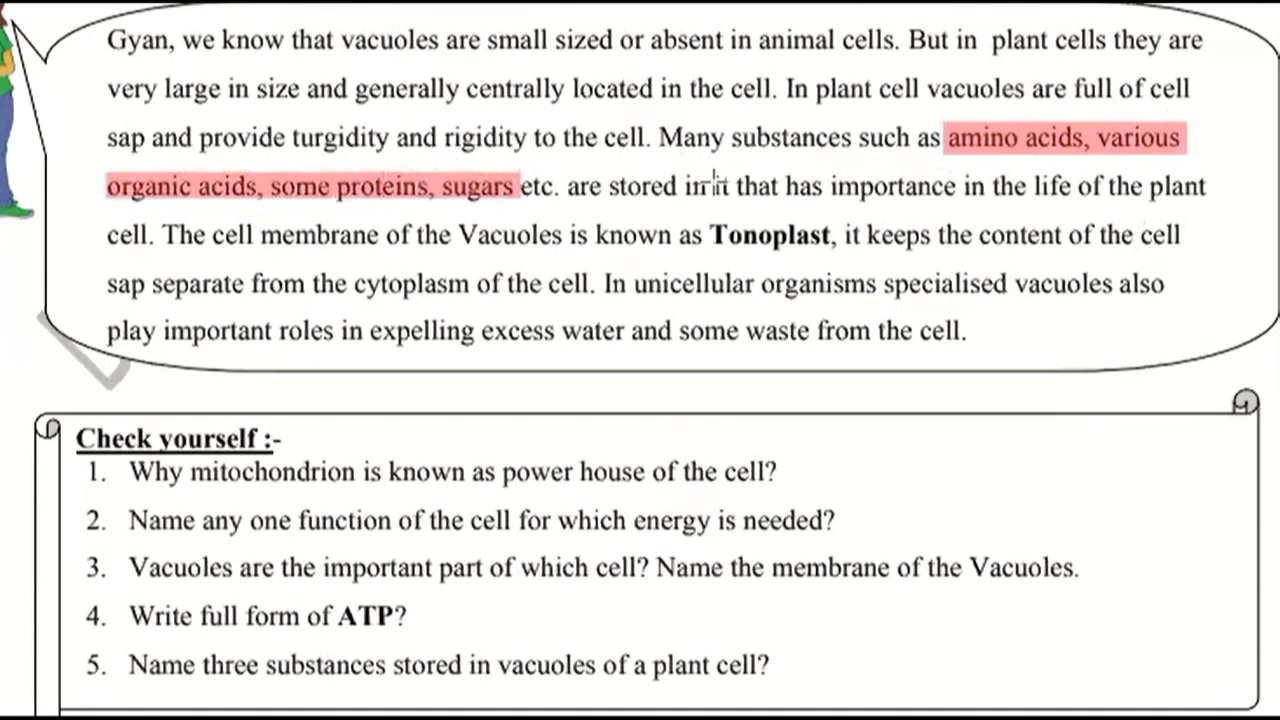 Gyan, we know that vacuoles are small sized or absent in animal cells. But in plant cells they are
very large in size and generally centrally located in the cell. In plant cell vacuoles are full of cell
sap and provide turgidity and rigidity to the cell. Many substances such as amino acids, various
organic acids, some proteins, sugars etc. are stored in it that has importance in the life of the plant
cell. The cell membrane of the Vacuoles is known as Tonoplast, it keeps the content of the cell
sap separate from the cytoplasm of the cell. In unicellular organisms specialised vacuoles also
play important roles in expelling excess water and some waste from the cell.
Check yourself :-
1. Why mitochondrion is known as power house of the cell?
2. Name any one function of the cell for which energy is needed?
3. Vacuoles are the important part of which cell? Name the membrane of the Vacuoles.
4. Write full form of ATP?
5. Name three substances stored in vacuoles of a plant cell?